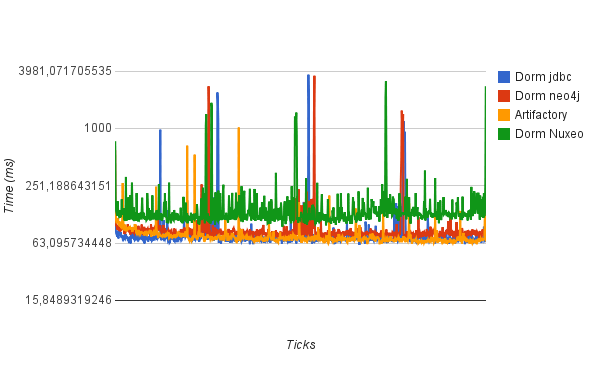 3981,071705535
1000
251,188643151
63,095734448
15,8489319246
Time (ms)
Ticks
Dorm jdbc
Dorm neo4j
Artifactory
Dorm Nuxeo